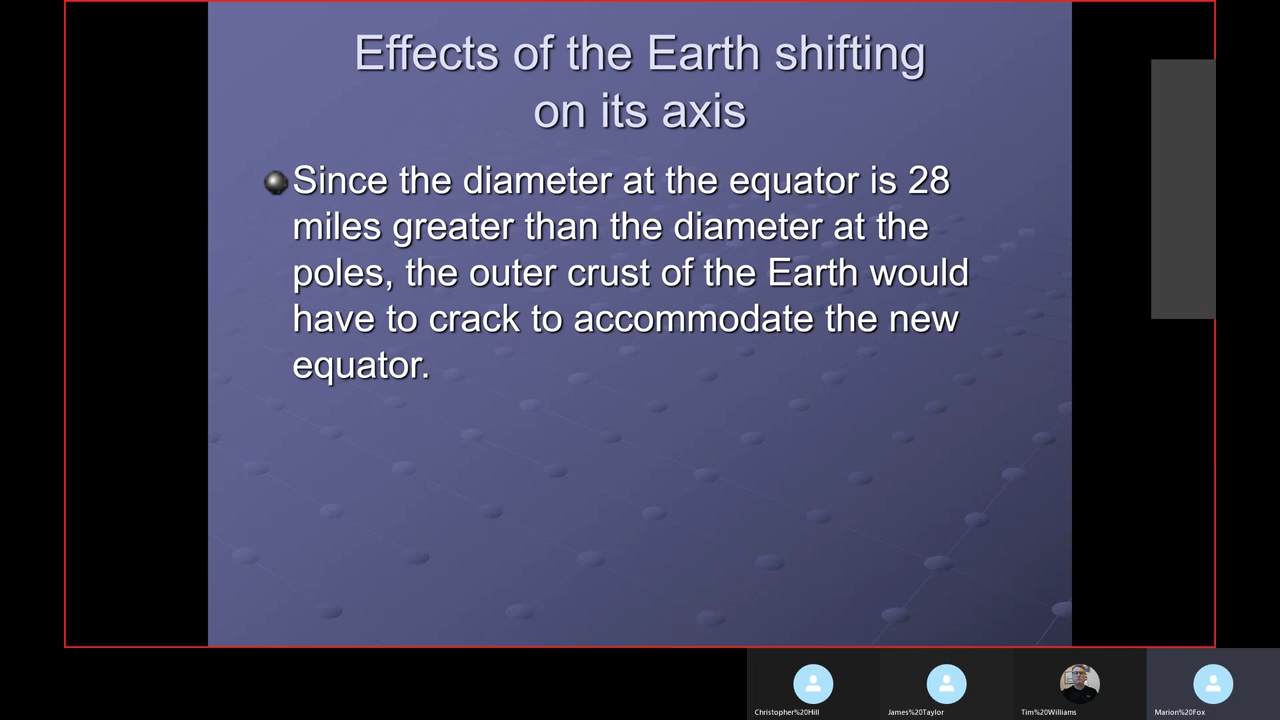 Effects of the Earth shifting
on its axis
Since the diameter at the equator is 28
miles greater than the diameter at the
poles, the outer crust of the Earth would
have to crack to accommodate the new
equator.
Christopher%20Hill
James%20Taylor
Tim%20Williams
Marion%20Fox